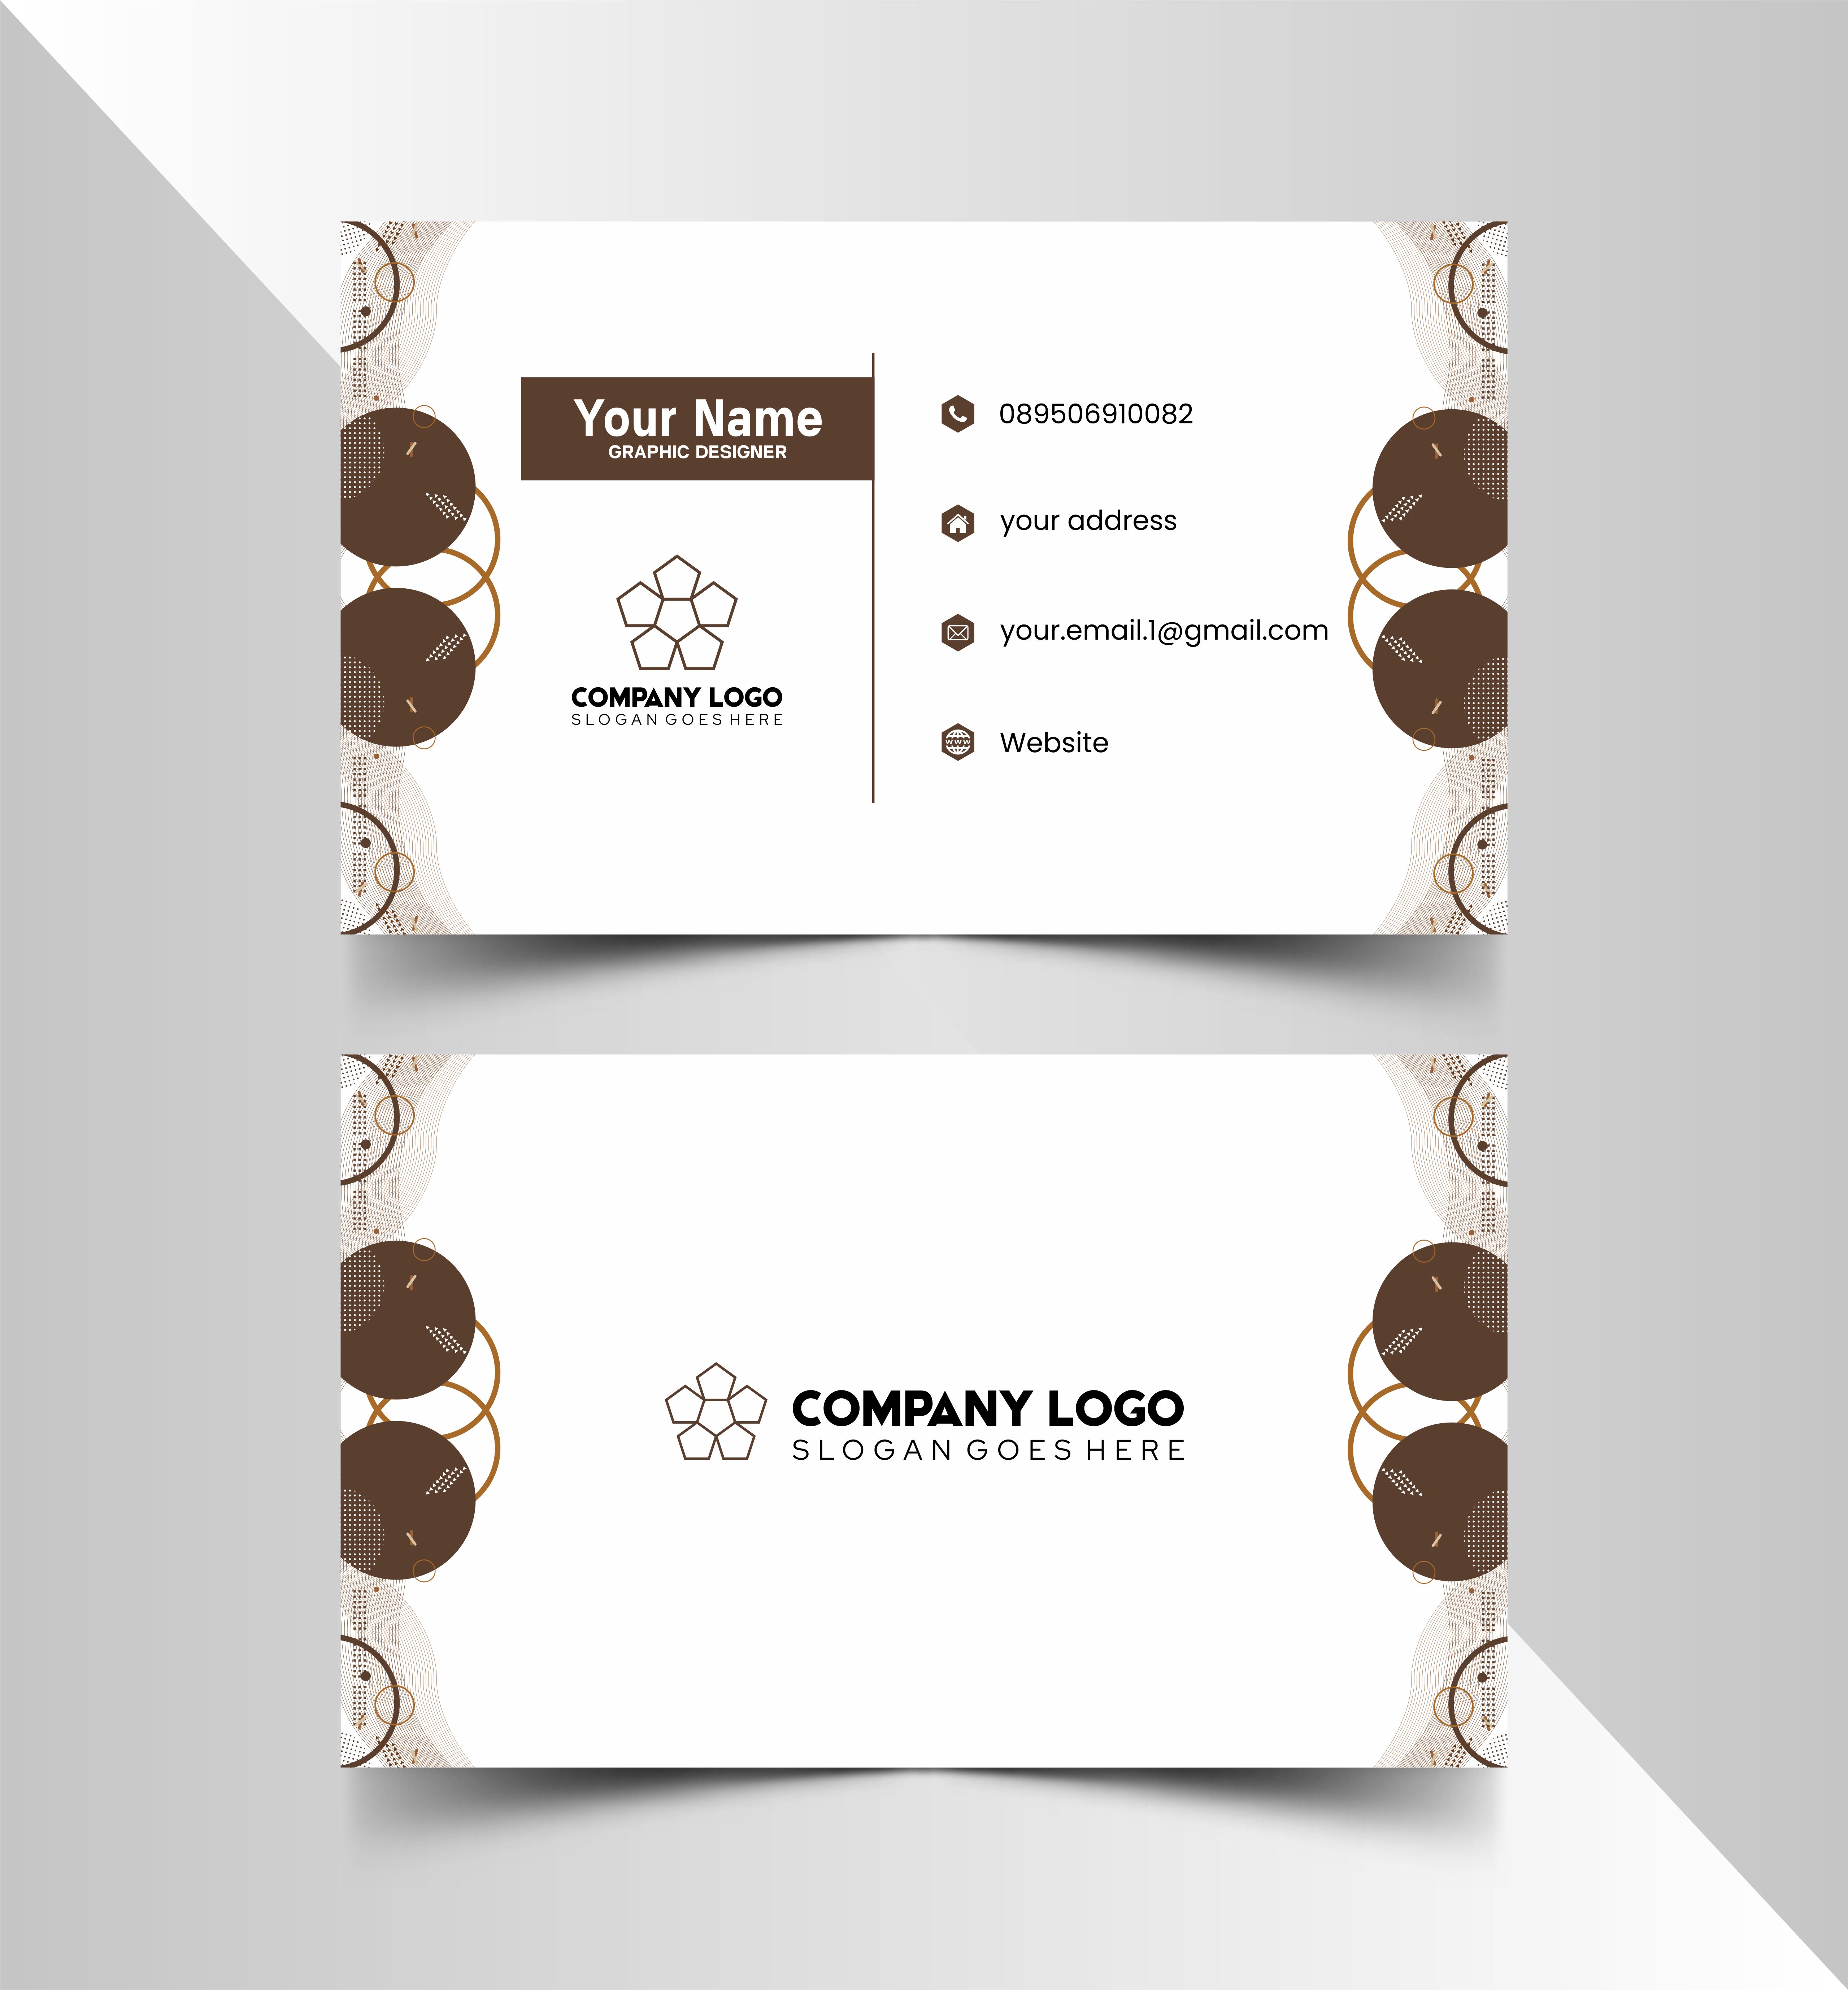 Your Name
GRAPHIC DESIGNER
COMPANY LOGO
SLOGAN GOES HERE
089506910082
your address
your.email.1@gmail.com
www
Website
COMPANY LOGO
SLOGAN GOES HERE